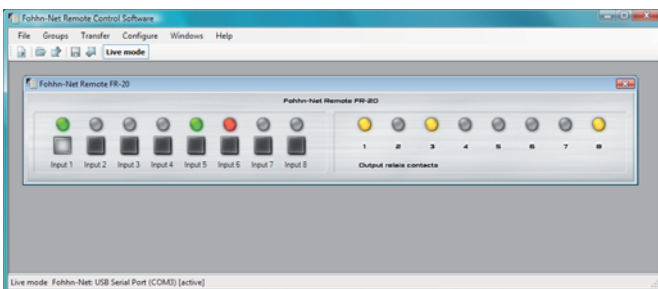 Fohhn-Net Remote Control Software
File Groups Transfer Configure Windows Help
Live mode
Fohhn-Net Remote FR-20
Fohhn-Net Remote FR-20
1 2 3 4 5 6 7 8
Input 1 Input 2 Input 3 Input 4 Input 5 Input 6 Input 7 Input 8 Output relais contacts
Live mode Fohhn-Net: USB Serial Port (COM3) [active]